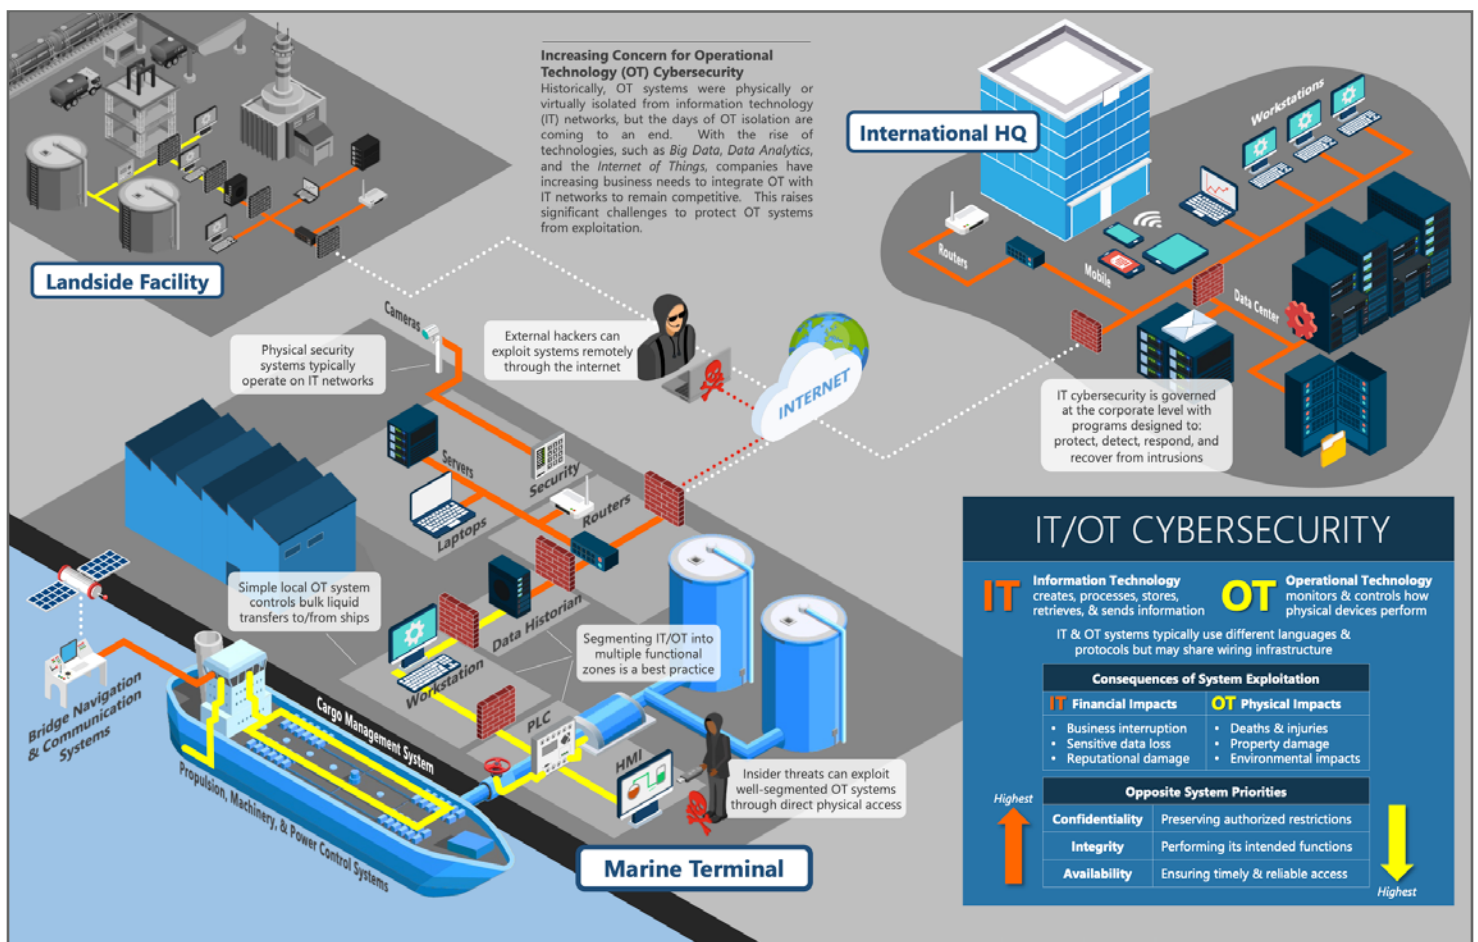 Increasing Concern for Operational
Technology (OT) Cybersecurity
Historically, OT systems were physically or
virtually isolated from information technology
(IT) networks, but the days of OT isolation are
coming to an end. With the rise of
technologies, such as Big Data, Data Analytics,
and the Internet of Things, companies have
increasing business needs to integrate OT with
IT networks to remain competitive. This raises
significant challenges to protect OT systems
from exploitation.
International HQ
Workstations
Routers
Mobile
Data Center
Landside Facility
Cameras
Physical security
systems typically
operate on IT networks
External hackers can
exploit systems remotely
through the internet
INTERNET
IT cybersecurity is governed
at the corporate level with
programs designed to:
protect, detect, respond, and
recover from intrusions
Servers
Security
Laptops
Routers
Simple local OT system
controls bulk liquid
transfers to/from ships
Data Historian
Segmenting IT/OT into
multiple functional
zones is a best practice
Workstation
PLC
HMI
Bridge Navigation
& Communication
Systems
Cargo Management System
Propulsion, Machinery, & Power Control Systems
Insider threats can exploit
well-segmented OT systems
through direct physical access
Marine Terminal
IT/OT CYBERSECURITY
IT Information Technology
creates, processes, stores,
retrieves, & sends information
OT Operational Technology
monitors & controls how
physical devices perform
IT & OT systems typically use different languages &
protocols but may share wiring infrastructure
Consequences of System Exploitation
IT Financial Impacts
• Business interruption
• Sensitive data loss
• Reputational damage
OT Physical Impacts
• Deaths & injuries
• Property damage
• Environmental impacts
Opposite System Priorities
Highest
Confidentiality Preserving authorized restrictions
Integrity Performing its intended functions
Availability Ensuring timely & reliable access
Highest